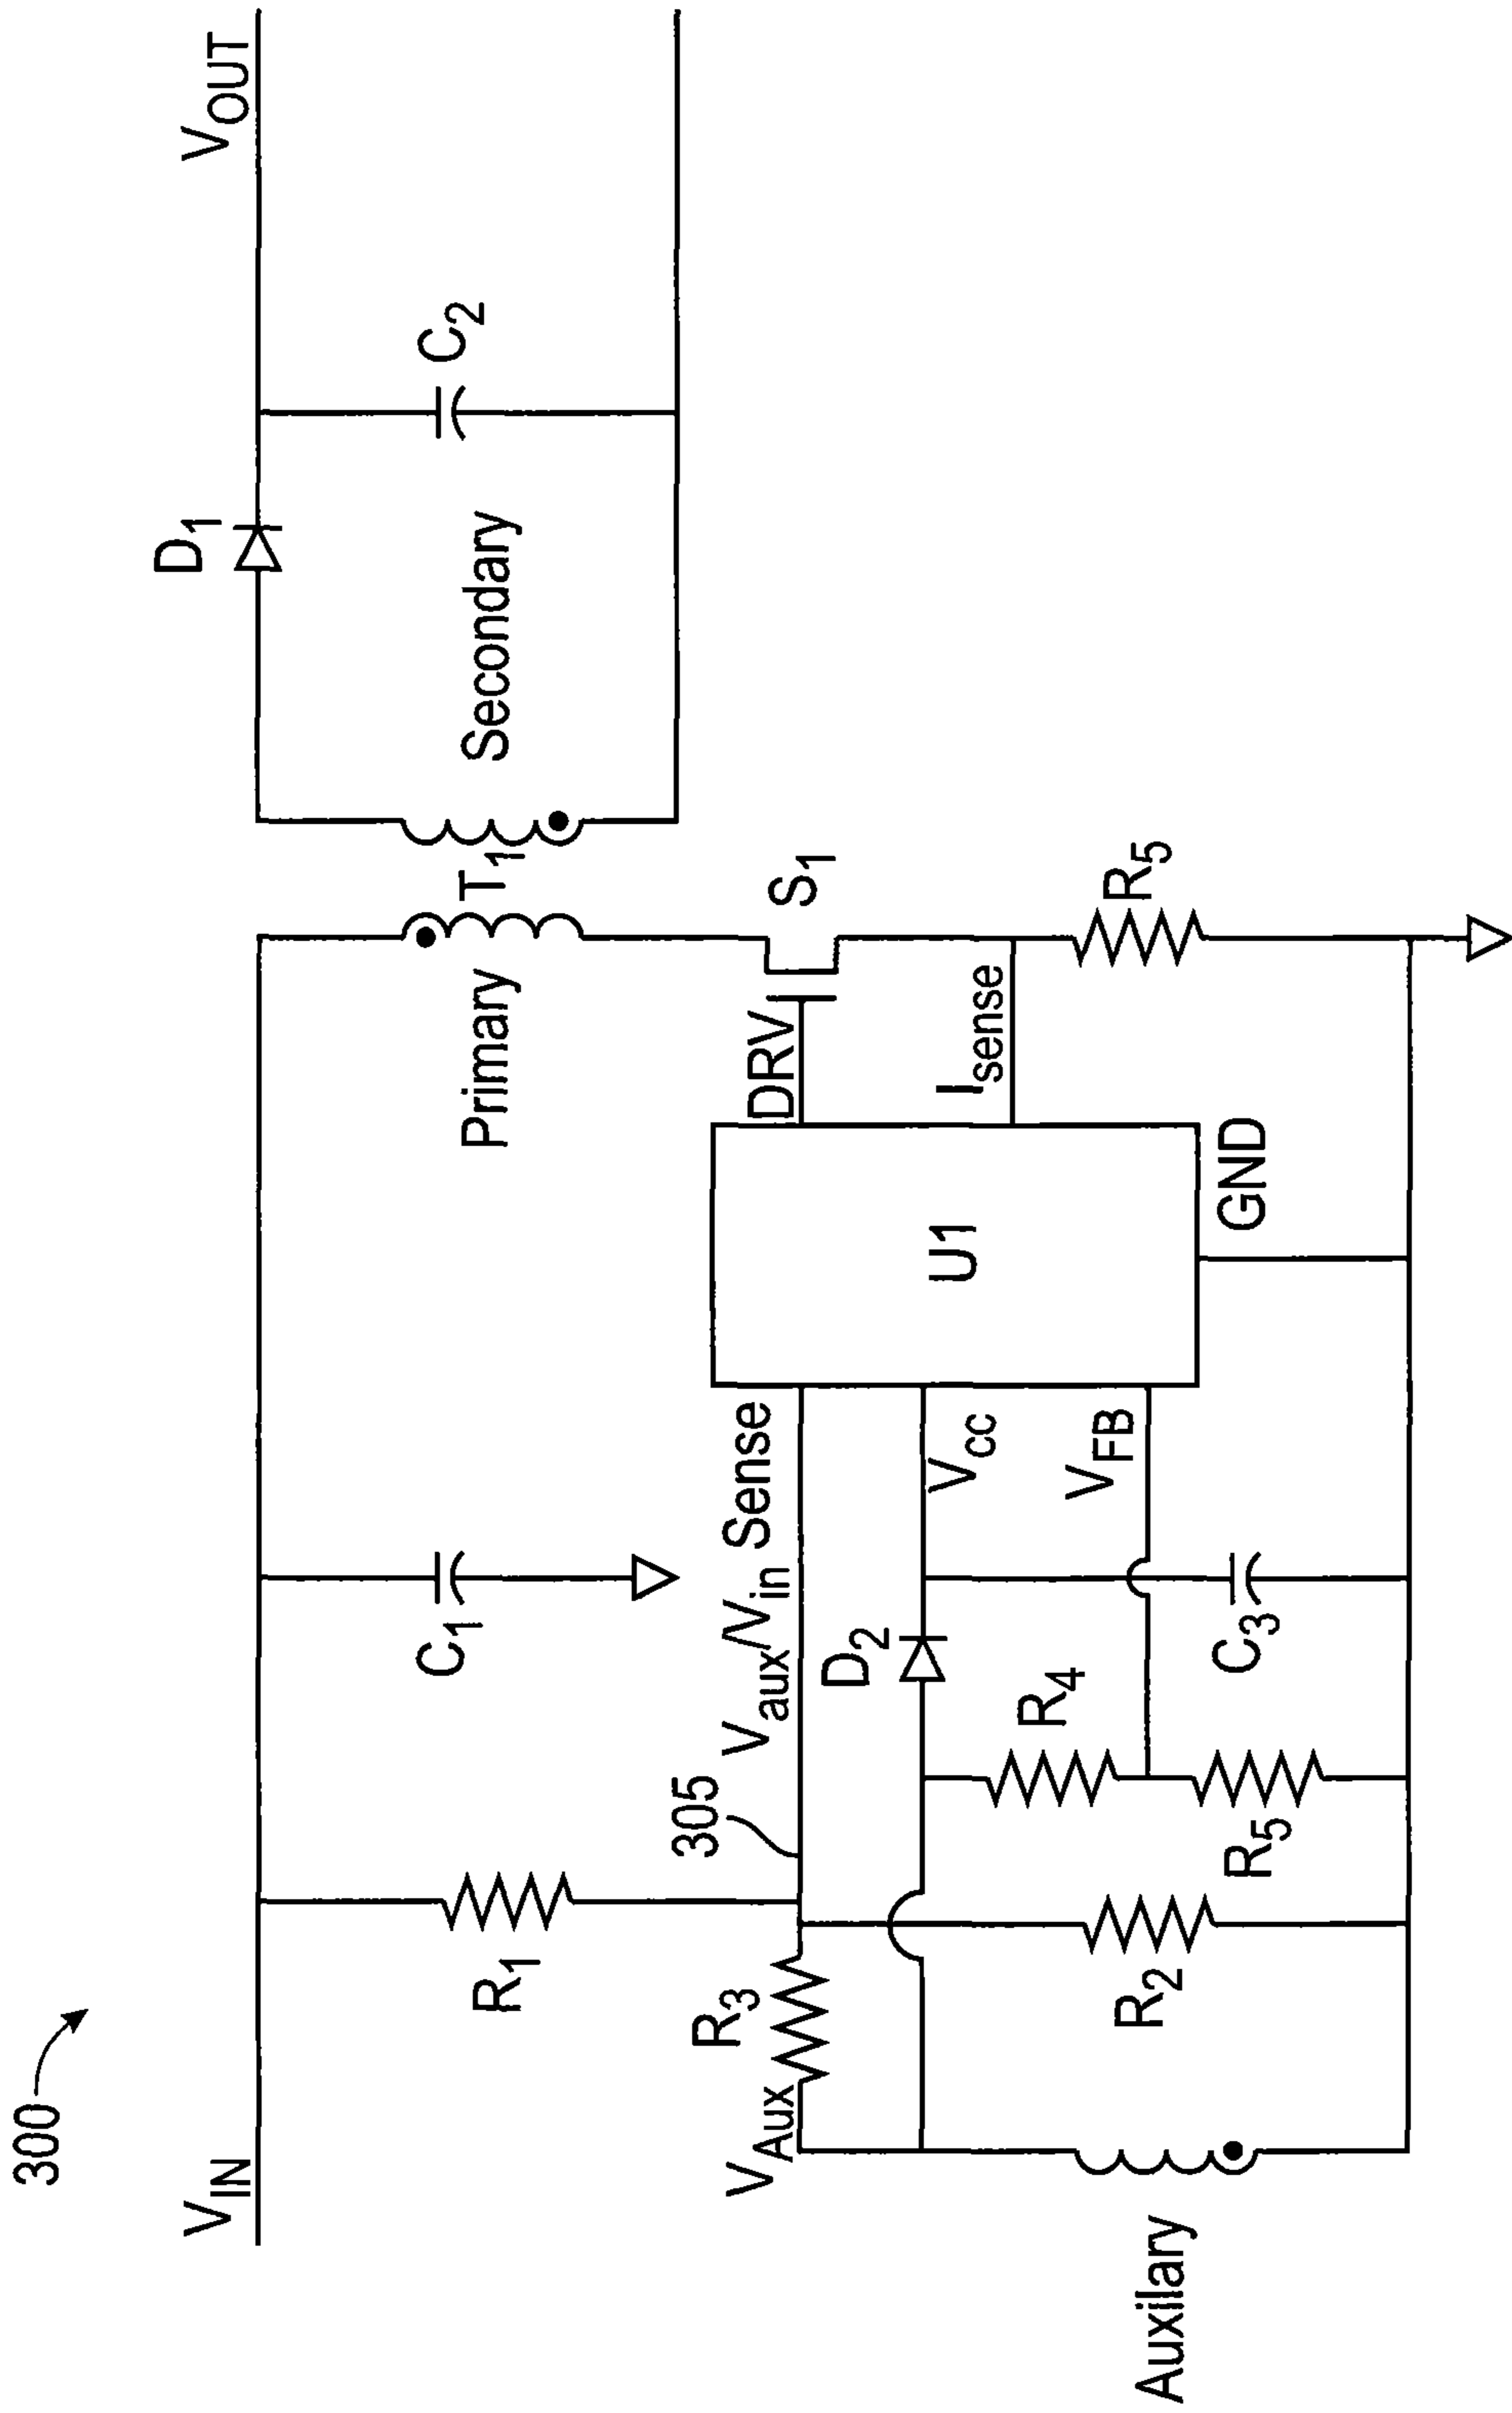 300
V_IN
V_OUT
D_1
C_2
Secondary
T_1
Primary
C_1
R_1
S_1
DRV
V_aux/V_in Sense
305
R_3
V_Aux
U1
I_sense
V_cc
D_2
V_FB
R_4
R_5
GND
C_3
R_5
R_2
Auxilary